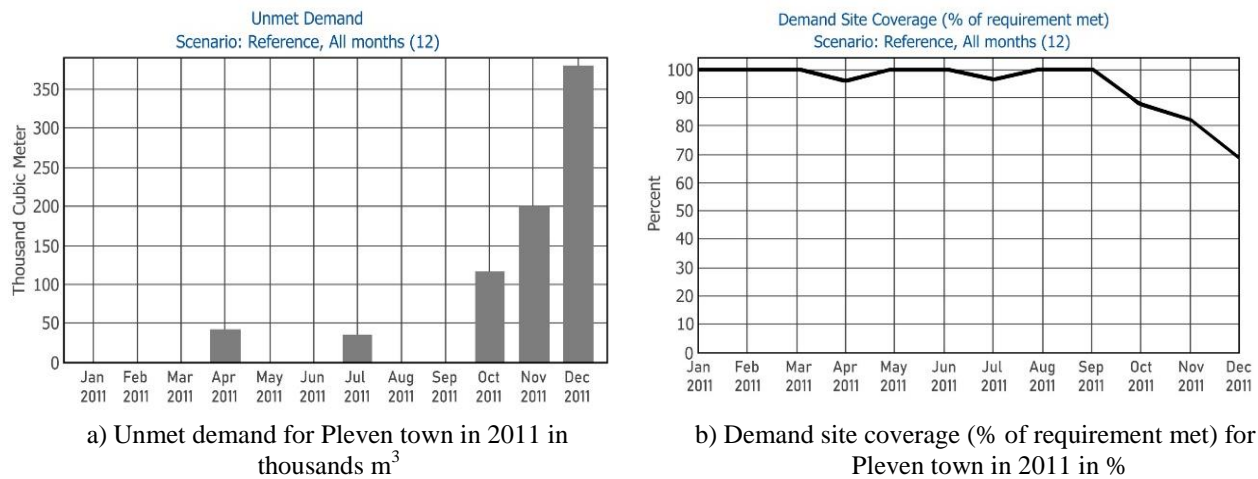 Unmet Demand
Scenario: Reference, All months (12)
Thousand Cubic Meter
350
300
250
200
150
100
50
0
Jan Feb Mar Apr May Jun Jul Aug Sep Oct Nov Dec
2011 2011 2011 2011 2011 2011 2011 2011 2011 2011 2011 2011
a) Unmet demand for Pleven town in 2011 in
thousands m³
Demand Site Coverage (% of requirement met)
Scenario: Reference, All months (12)
Percent
100
90
80
70
60
50
40
30
20
10
0
Jan Feb Mar Apr May Jun Jul Aug Sep Oct Nov Dec
2011 2011 2011 2011 2011 2011 2011 2011 2011 2011 2011 2011
b) Demand site coverage (% of requirement met) for
Pleven town in 2011 in %